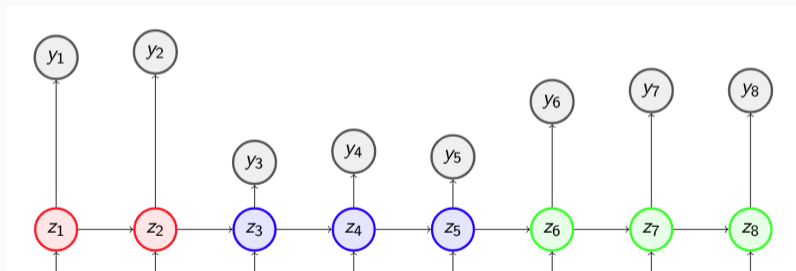 y₁ y₂
y₆ y₇ y₈
y₃ y₄ y₅
z₁ z₂ z₃ z₄ z₅ z₆ z₇ z₈